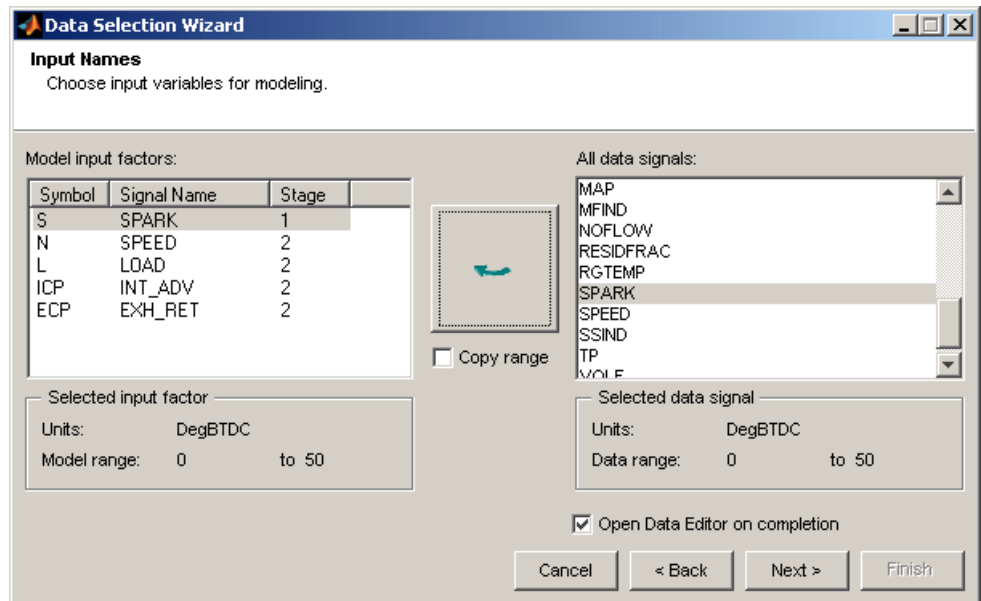 Data Selection Wizard
Input Names
Choose input variables for modeling.
Model input factors:
Symbol Signal Name Stage
S SPARK 1
N SPEED 2
L LOAD 2
ICP INT_ADV 2
ECP EXH_RET 2
Copy range
All data signals:
MAP
MFIND
NOFLOW
RESIDFRAC
RGTEMP
SPARK
SPEED
SSIND
TP
Selected input factor
Units: DegBTDC
Model range: 0 to 50
Selected data signal
Units: DegBTDC
Data range: 0 to 50
Open Data Editor on completion
Cancel < Back Next > Finish